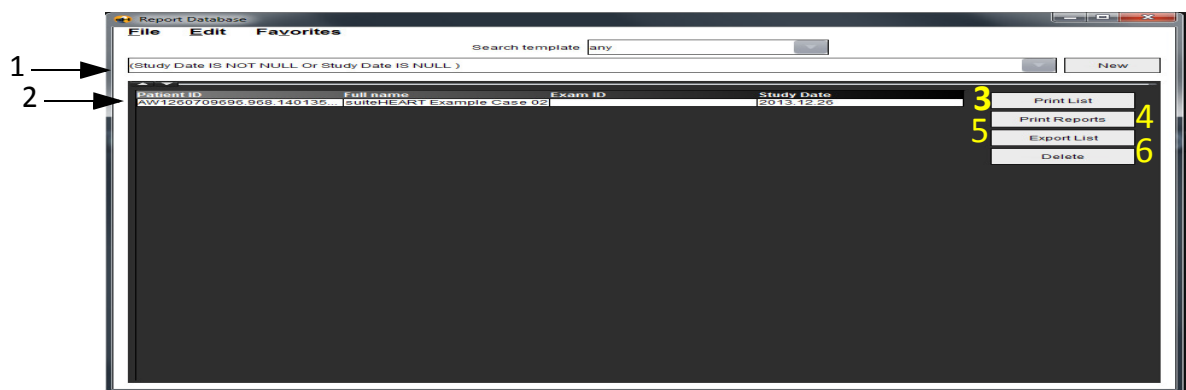 Report Database
File Edit Favorites
Search template any
1 (Study Date IS NOT NULL Or Study Date IS NULL ) New
Patient ID Full name Exam ID Study Date
2 AW1260709696.968.140135... suiteHEART Example Case 02 2013.12.26
3 Print List
Print Reports 4
5 Export List
Delete 6